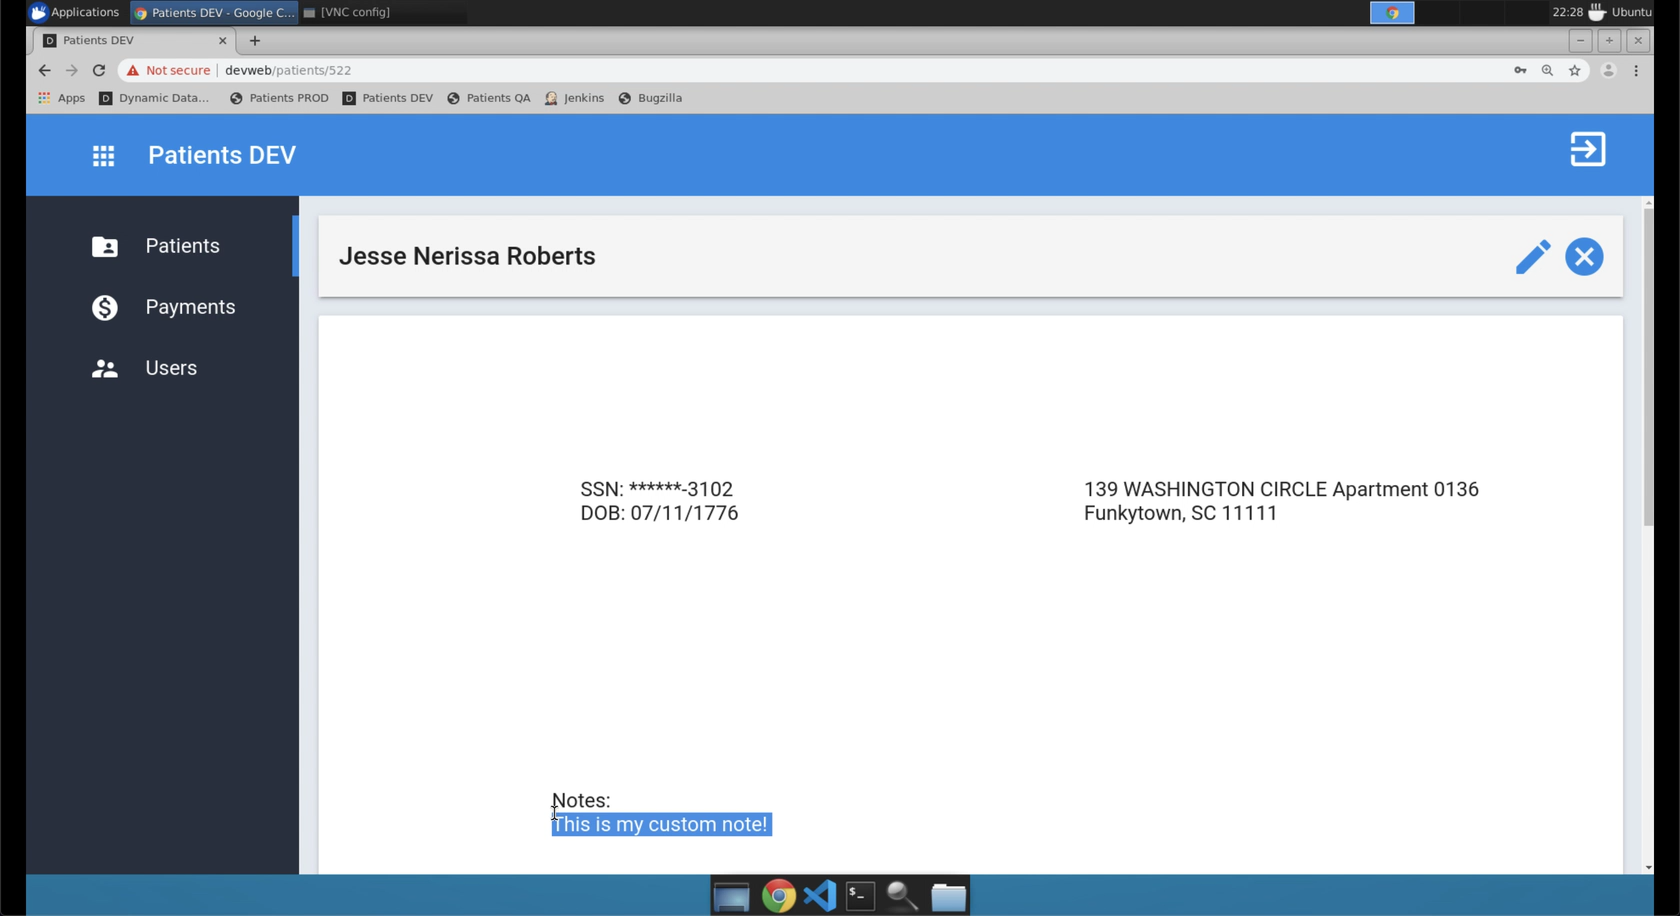 Applications Patients DEV - Google C... [VNC config] 22:28 Ubuntu
Patients DEV
Not secure devweb/patients/522
Apps Dynamic Data... Patients PROD Patients DEV Patients QA Jenkins Bugzilla
Patients DEV
Patients
Payments
Users
Jesse Nerissa Roberts
SSN: ******-3102
DOB: 07/11/1776
139 WASHINGTON CIRCLE Apartment 0136
Funkytown, SC 11111
Notes:
This is my custom note!